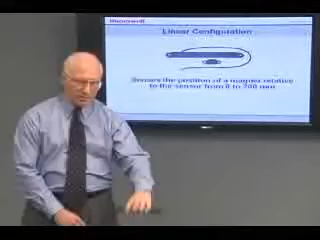 Honeywell
Linear Configuration
Senses the position of a magnet relative
to the sensor from 0 to 200 mm